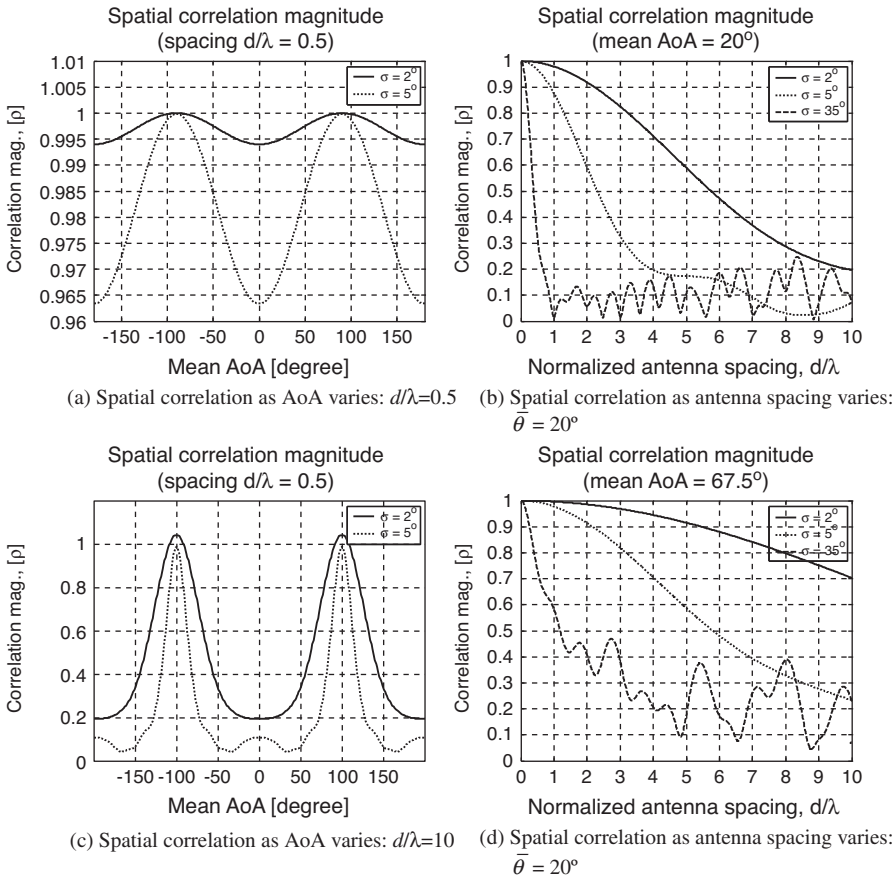 Spatial correlation magnitude
(spacing d/λ = 0.5)
1.01
1.005
1
0.995
0.99
0.985
0.98
0.975
0.97
0.965
0.96
Correlation mag., [ρ]
σ = 2°
σ = 5°
-150 -100 -50 0 50 100 150
Mean AoA [degree]
(a) Spatial correlation as AoA varies: d/λ=0.5
Spatial correlation magnitude
(mean AoA = 20°)
1
0.9
0.8
0.7
0.6
0.5
0.4
0.3
0.2
0.1
0
Correlation mag., [ρ]
σ = 2°
σ = 5°
σ = 35°
0 1 2 3 4 5 6 7 8 9 10
Normalized antenna spacing, d/λ
(b) Spatial correlation as antenna spacing varies:
θ̅ = 20°
Spatial correlation magnitude
(spacing d/λ = 0.5)
1
0.8
0.6
0.4
0.2
0
Correlation mag., [ρ]
σ = 2°
σ = 5°
-150 -100 -50 0 50 100 150
Mean AoA [degree]
(c) Spatial correlation as AoA varies: d/λ=10
Spatial correlation magnitude
(mean AoA = 67.5°)
1
0.9
0.8
0.7
0.6
0.5
0.4
0.3
0.2
0.1
0
Correlation mag., [ρ]
σ = 2°
σ = 5°
σ = 35°
0 1 2 3 4 5 6 7 8 9 10
Normalized antenna spacing, d/λ
(d) Spatial correlation as antenna spacing varies:
θ̅ = 20°